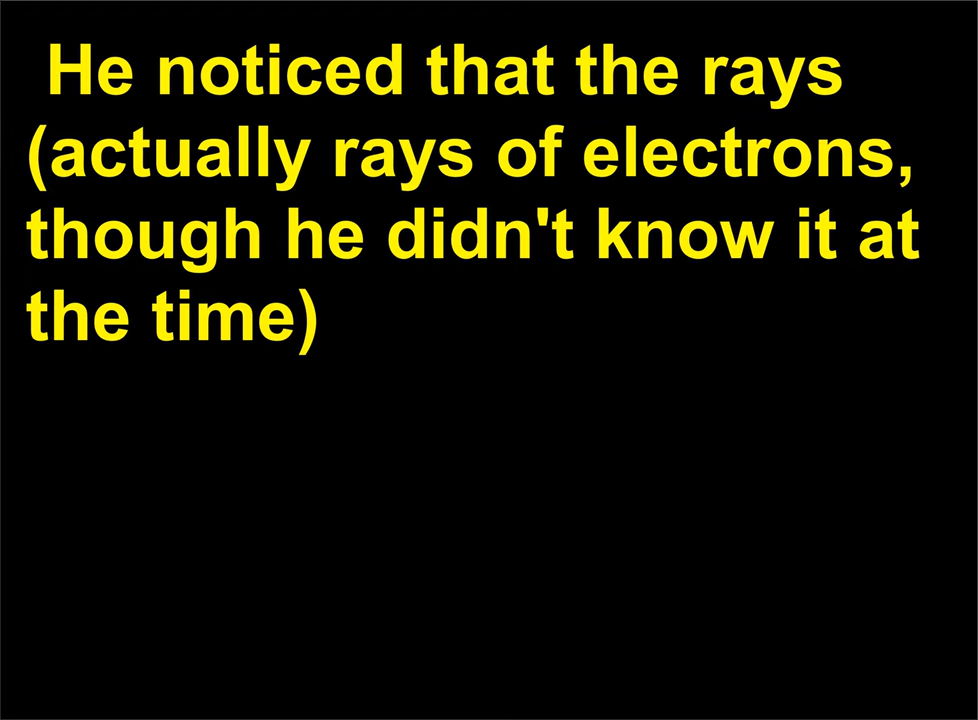 He noticed that the rays
(actually rays of electrons,
though he didn't know it at
the time)